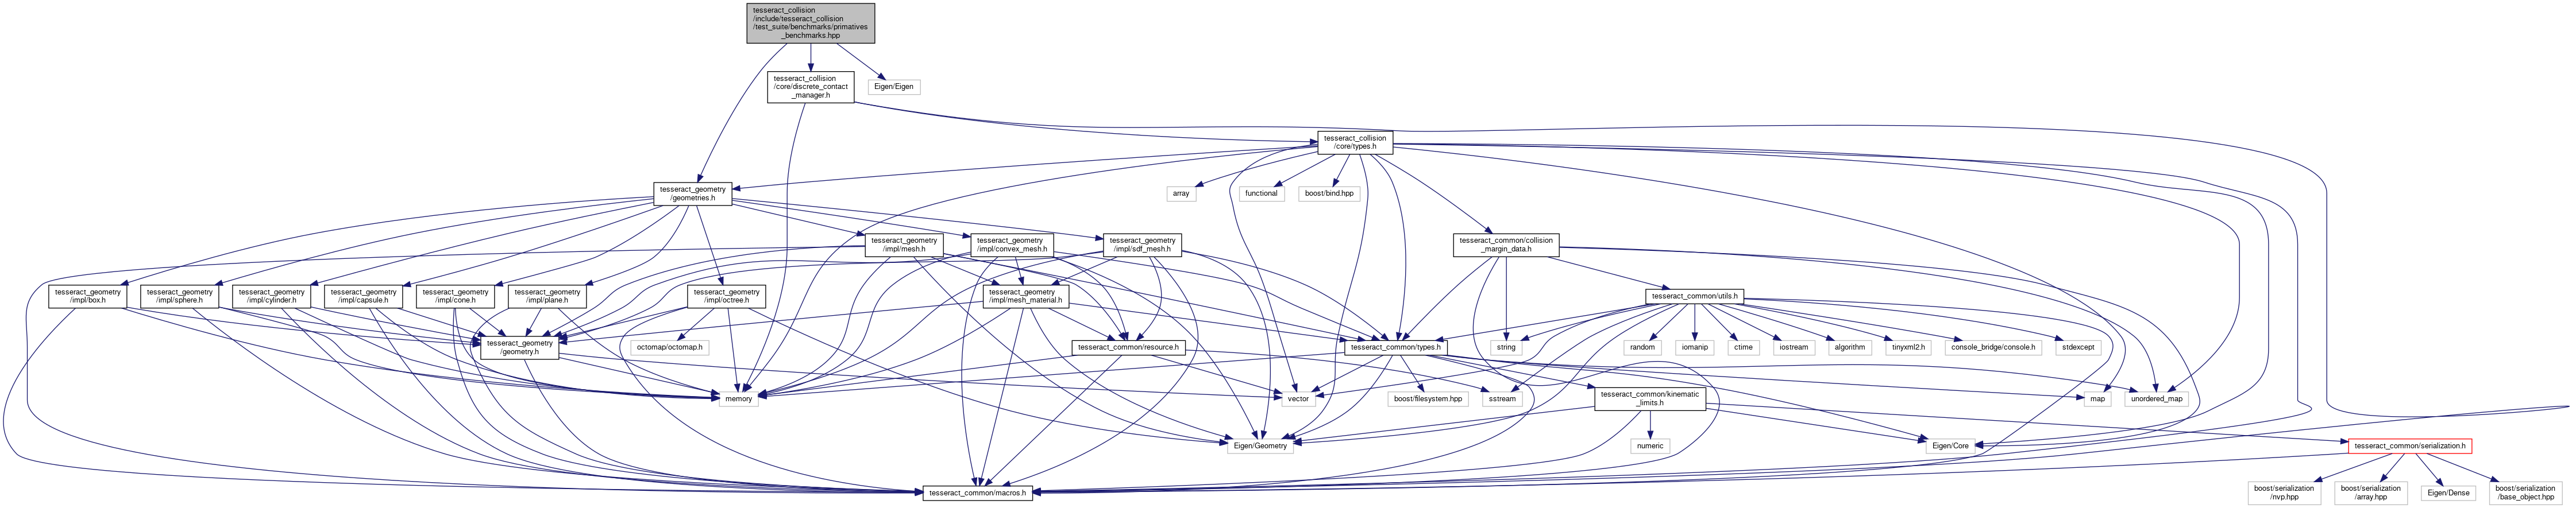 tesseract_collision
/include/tesseract_collision
/test_suite/benchmarks/primatives
_benchmarks.hpp
tesseract_collision
/core/discrete_contact
_manager.h
Eigen/Eigen
tesseract_collision
/core/types.h
tesseract_geometry
/geometries.h
array
functional
boost/bind.hpp
tesseract_geometry
/impl/mesh.h
tesseract_geometry
/impl/convex_mesh.h
tesseract_geometry
/impl/sdf_mesh.h
tesseract_common/collision
_margin_data.h
tesseract_geometry
/impl/box.h
tesseract_geometry
/impl/sphere.h
tesseract_geometry
/impl/cylinder.h
tesseract_geometry
/impl/capsule.h
tesseract_geometry
/impl/cone.h
tesseract_geometry
/impl/plane.h
tesseract_geometry
/impl/octree.h
tesseract_geometry
/impl/mesh_material.h
tesseract_common/utils.h
tesseract_geometry
/geometry.h
octomap/octomap.h
tesseract_common/resource.h
tesseract_common/types.h
string
random
iomanip
ctime
iostream
algorithm
tinyxml2.h
console_bridge/console.h
stdexcept
memory
vector
boost/filesystem.hpp
sstream
tesseract_common/kinematic
_limits.h
map
unordered_map
Eigen/Geometry
numeric
Eigen/Core
tesseract_common/serialization.h
tesseract_common/macros.h
boost/serialization
/nvp.hpp
boost/serialization
/array.hpp
Eigen/Dense
boost/serialization
/base_object.hpp